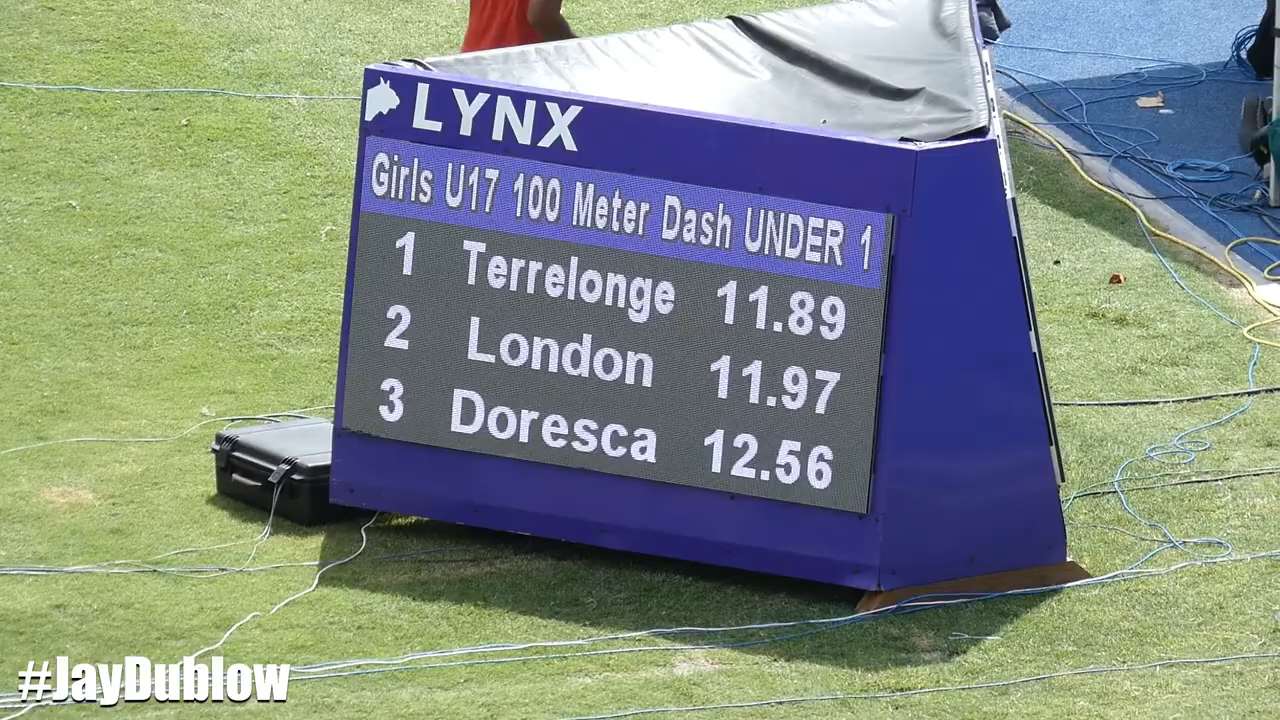 LYNX
Girls U17 100 Meter Dash UNDER 1
1 Terrelonge 11.89
2 London 11.97
3 Doresca 12.56
#JayDublow